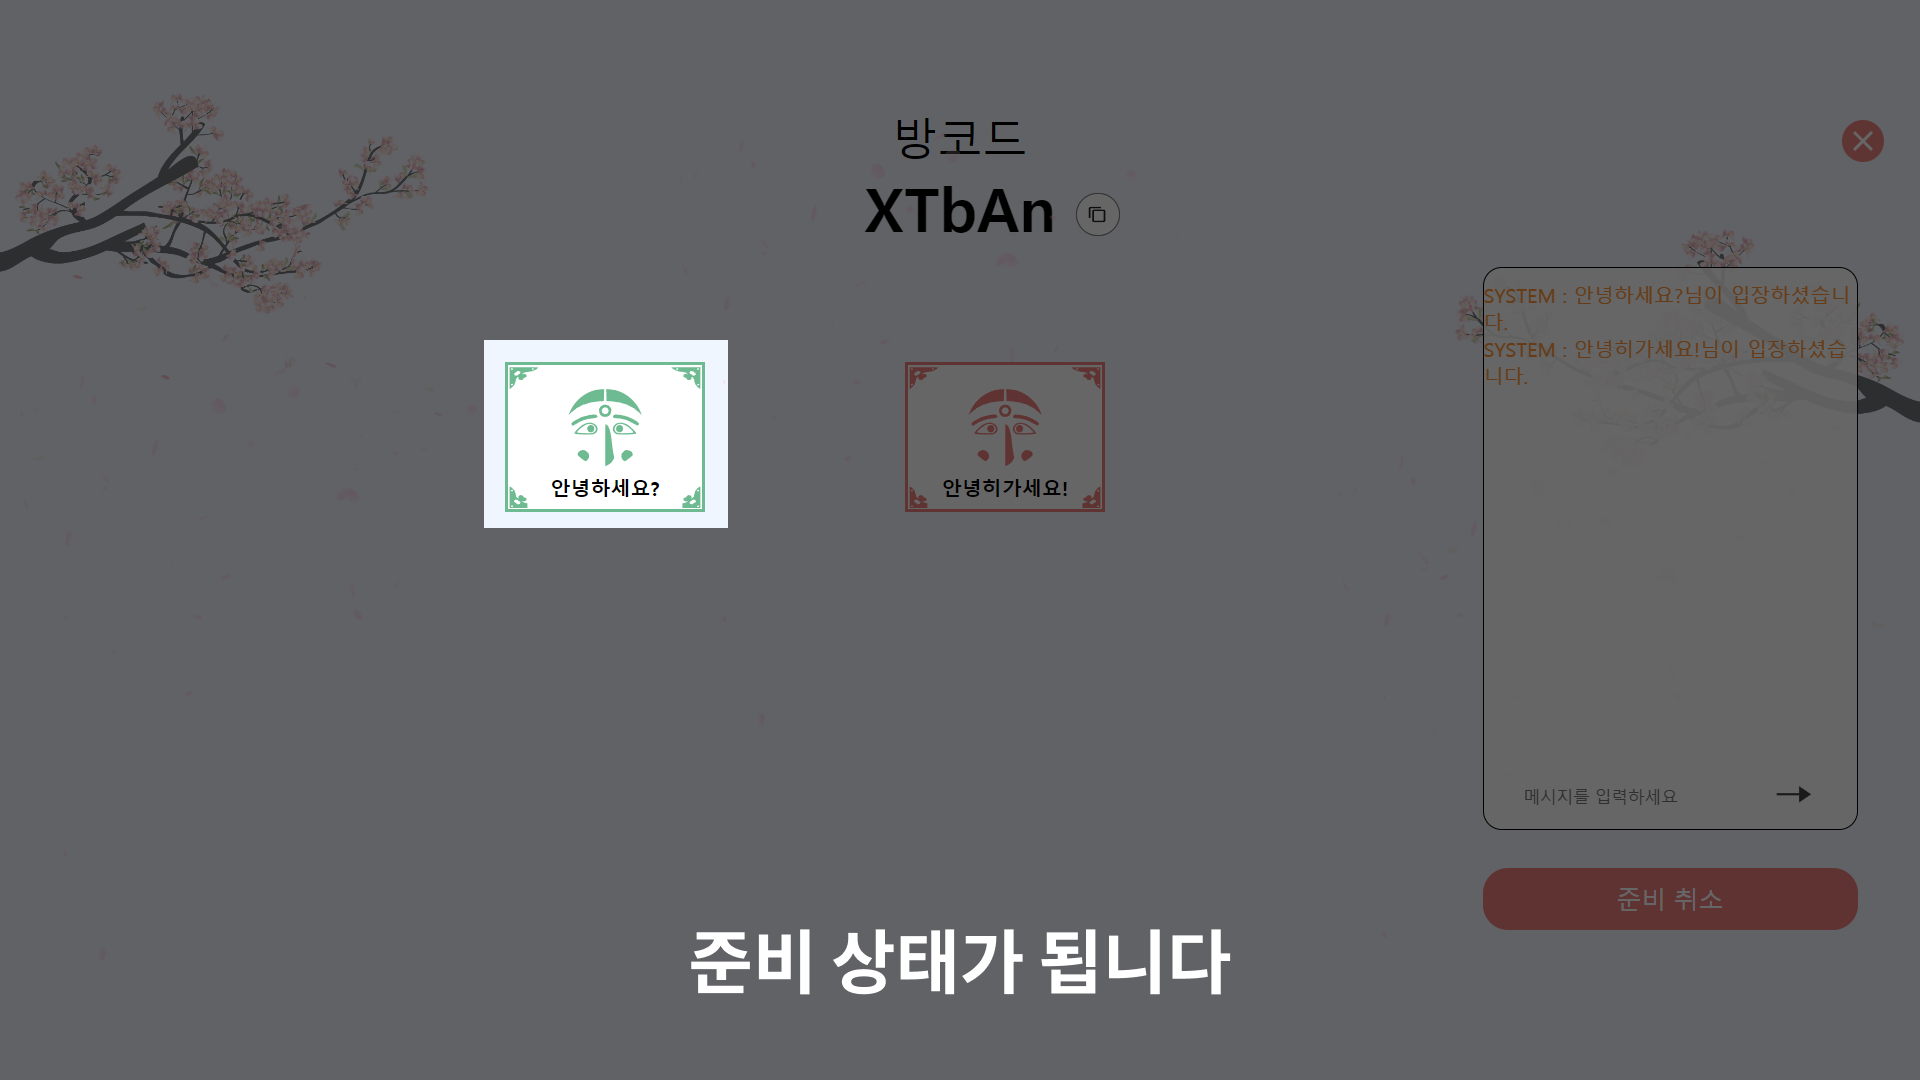 방코드
XTbAn
안녕하세요?
안녕히가세요!
SYSTEM : 안녕하세요?님이 입장하셨습니
다.
SYSTEM : 안녕히가세요!님이 입장하셨습
니다.
메시지를 입력하세요
준비 취소
준비 상태가 됩니다